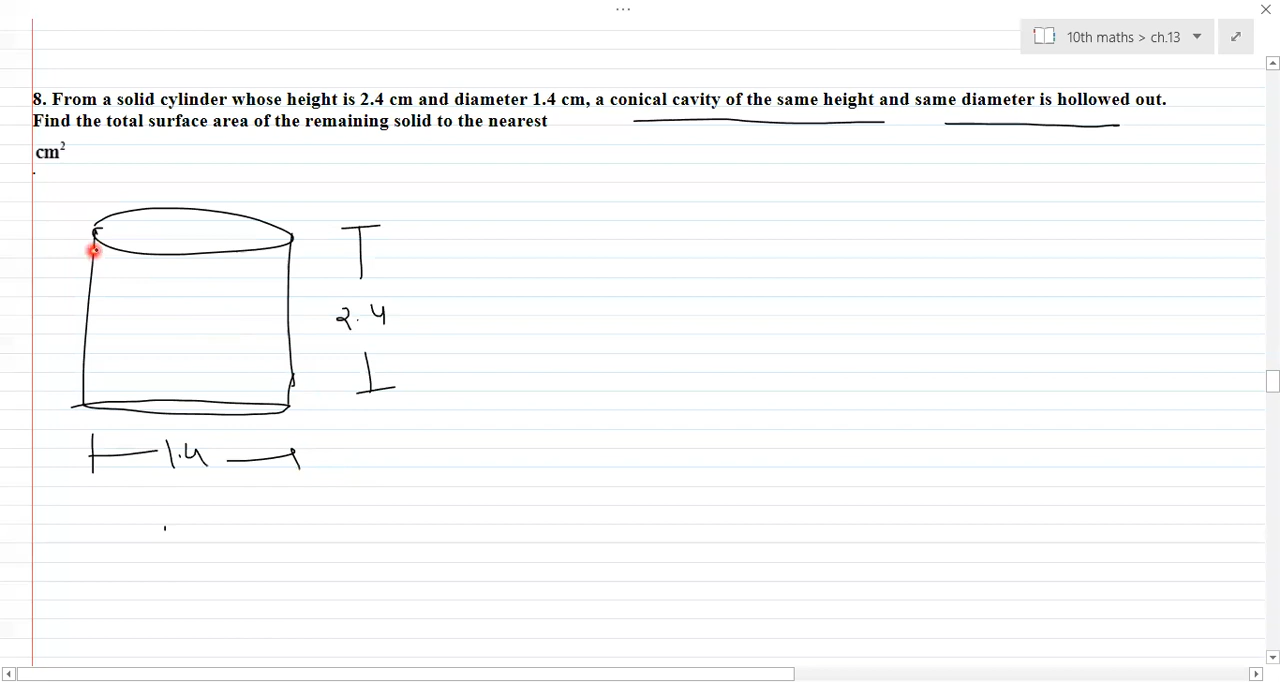 10th maths > ch.13
8. From a solid cylinder whose height is 2.4 cm and diameter 1.4 cm, a conical cavity of the same height and same diameter is hollowed out.
Find the total surface area of the remaining solid to the nearest
cm²
.
2.4
1.4